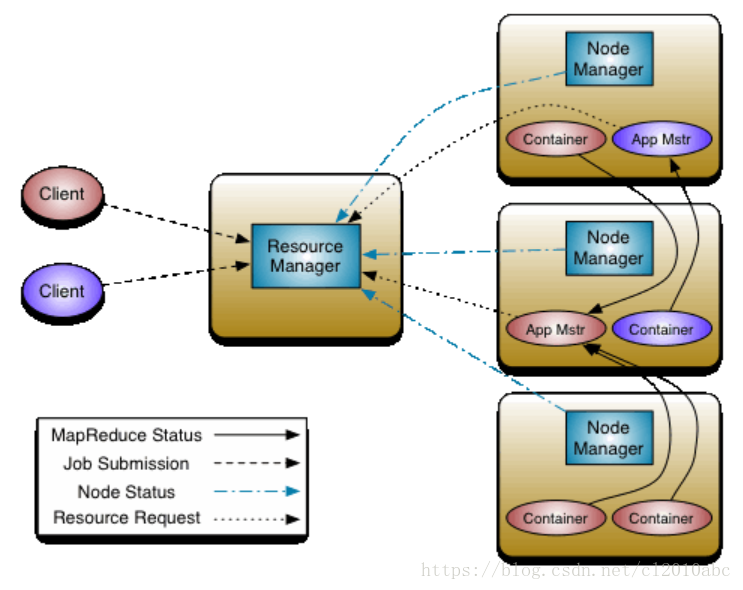 Node
Manager
Container
App Mstr
Client
Resource
Manager
Client
Node
Manager
App Mstr
Container
Node
Manager
Container
Container
MapReduce Status
Job Submission
Node Status
Resource Request
https://blog.csdn.net/cl2010abc